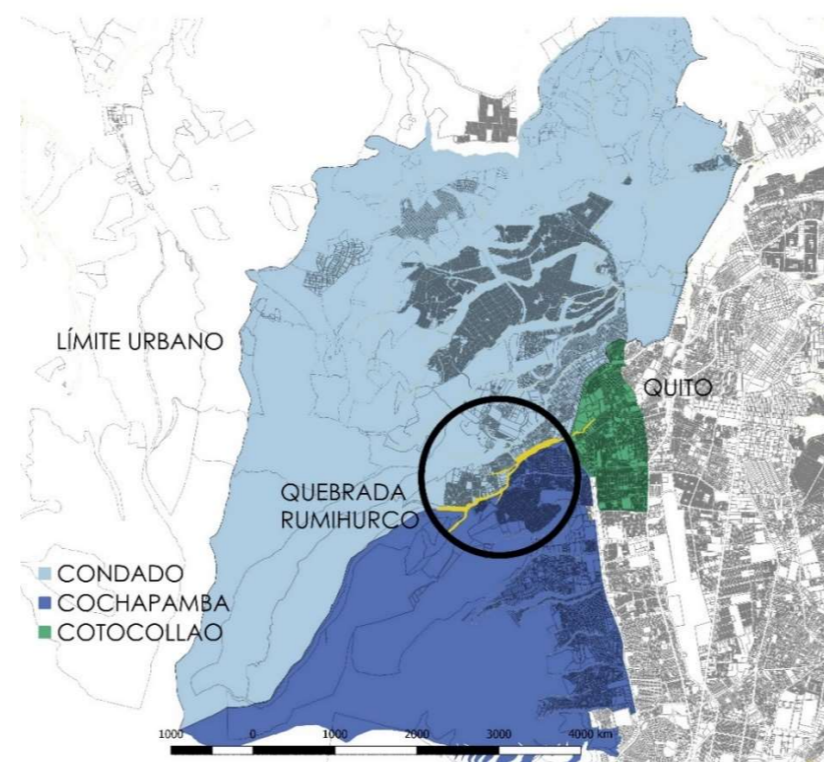 LÍMITE URBANO
QUITO
QUEBRADA
RUMIHURCO
CONDADO
COCHAPAMBA
COTOCOLLAO
1000 0 1000 2000 3000 4000 km